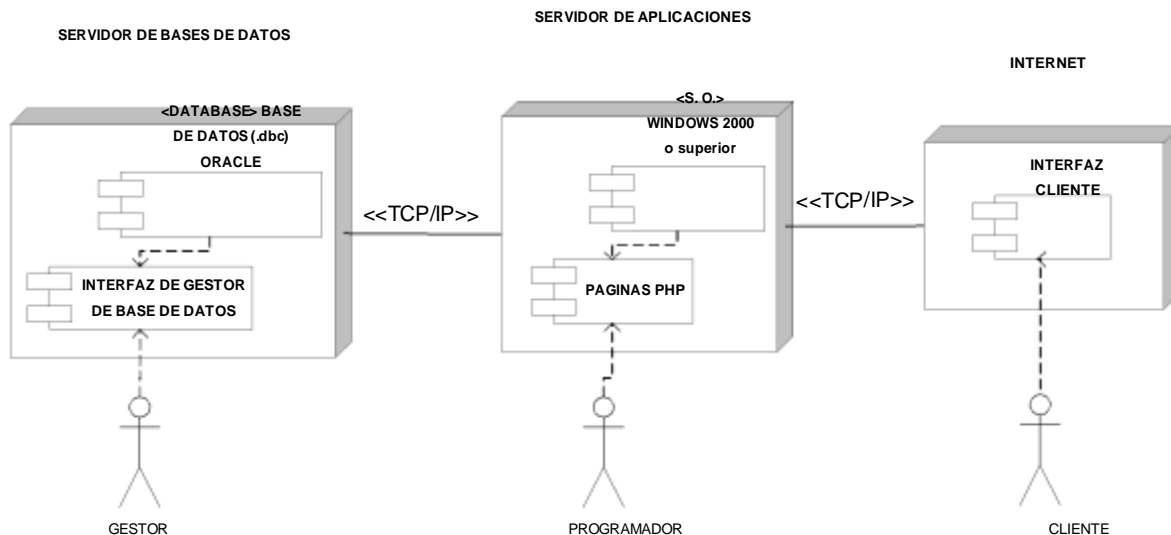 SERVIDOR DE APLICACIONES
SERVIDOR DE BASES DE DATOS
INTERNET
<DATABASE> BASE
DE DATOS (.dbc)
ORACLE
<S. O.>
WINDOWS 2000
o superior
INTERFAZ
CLIENTE
<<TCP/IP>>
<<TCP/IP>>
INTERFAZ DE GESTOR
DE BASE DE DATOS
PAGINAS PHP
GESTOR
PROGRAMADOR
CLIENTE